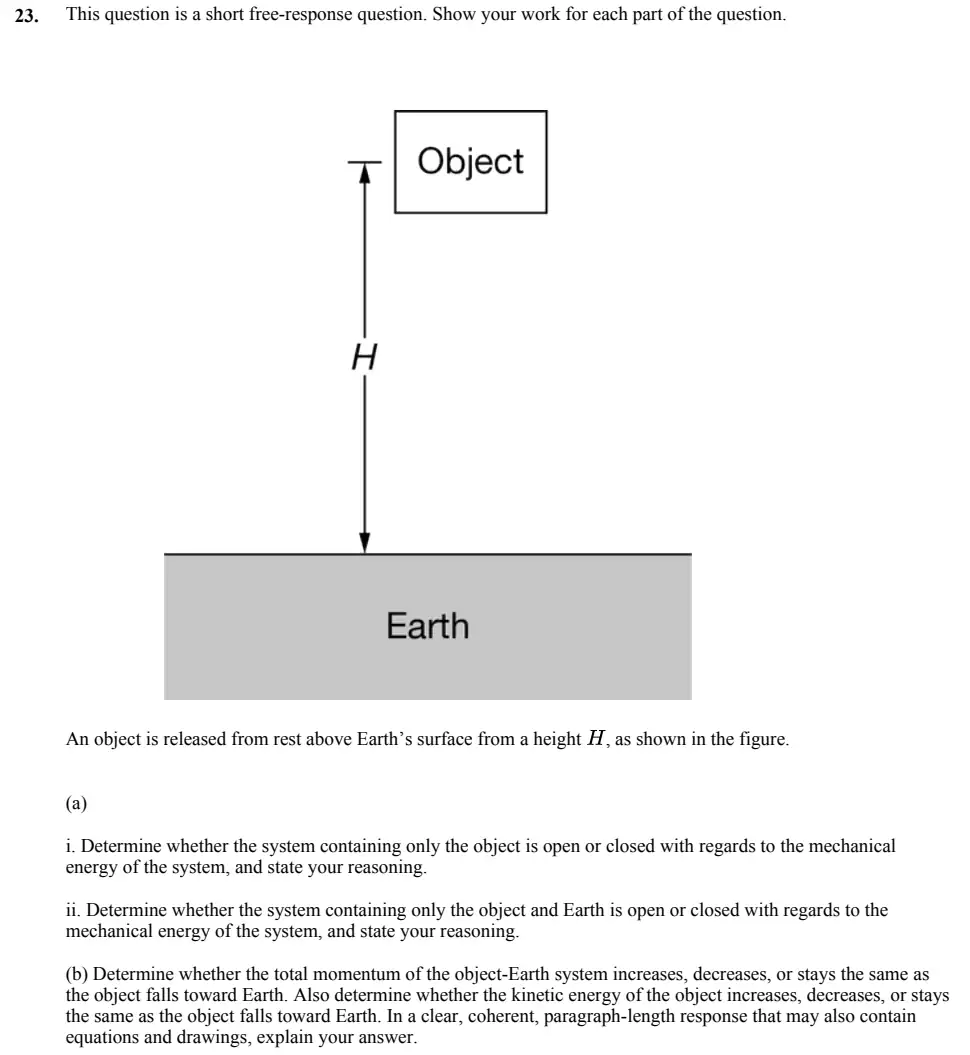 23. This question is a short free-response question. Show your work for each part of the question.
Object
H
Earth
An object is released from rest above Earth’s surface from a height H, as shown in the figure.
(a)
i. Determine whether the system containing only the object is open or closed with regards to the mechanical
energy of the system, and state your reasoning.
ii. Determine whether the system containing only the object and Earth is open or closed with regards to the
mechanical energy of the system, and state your reasoning.
(b) Determine whether the total momentum of the object-Earth system increases, decreases, or stays the same as
the object falls toward Earth. Also determine whether the kinetic energy of the object increases, decreases, or stays
the same as the object falls toward Earth. In a clear, coherent, paragraph-length response that may also contain
equations and drawings, explain your answer.